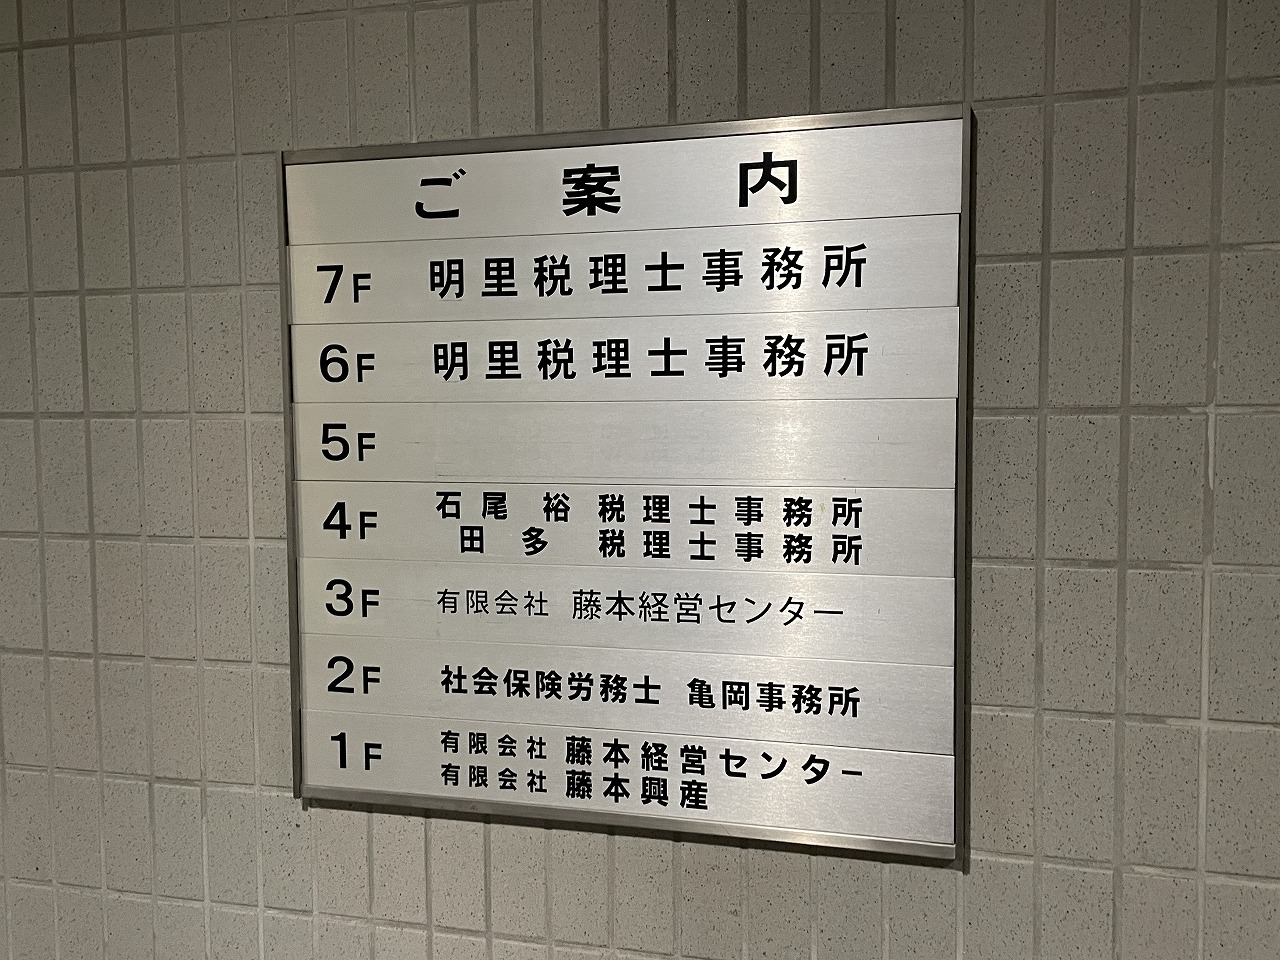 ご案内
7F 明里税理士事務所
6F 明里税理士事務所
5F
4F 石尾 裕 税理士事務所
田多 税理士事務所
3F 有限会社 藤本経営センター
2F 社会保険労務士 亀岡事務所
1F 有限会社 藤本経営センター
有限会社 藤本興産